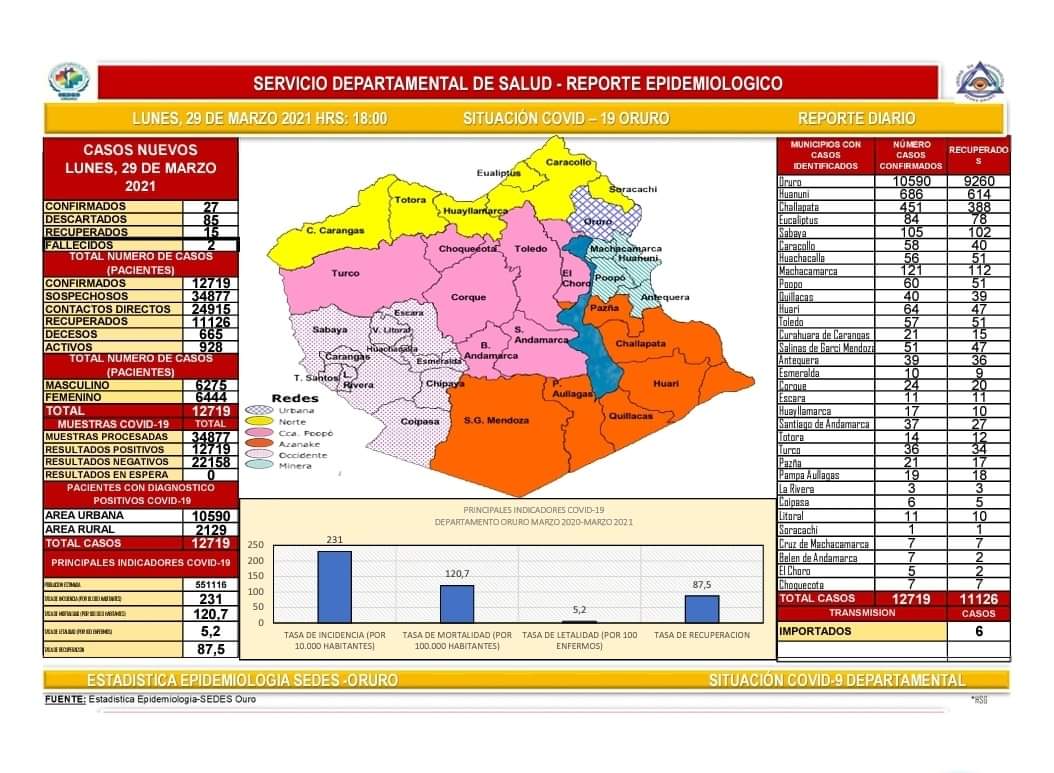 SERVICIO DEPARTAMENTAL DE SALUD - REPORTE EPIDEMIOLOGICO
LUNES, 29 DE MARZO 2021 HRS: 18:00 SITUACIÓN COVID – 19 ORURO REPORTE DIARIO
CASOS NUEVOS
LUNES, 29 DE MARZO
2021
CONFIRMADOS 27
DESCARTADOS 85
RECUPERADOS 15
FALLECIDOS 2
TOTAL NUMERO DE CASOS
(PACIENTES)
CONFIRMADOS 12719
SOSPECHOSOS 34877
CONTACTOS DIRECTOS 24915
RECUPERADOS 11126
DECESOS 665
ACTIVOS 928
TOTAL NUMERO DE CASOS
(PACIENTES)
MASCULINO 6275
FEMENINO 6444
TOTAL 12719
MUESTRAS COVID-19 TOTAL
MUESTRAS PROCESADAS 34877
RESULTADOS POSITIVOS 12719
RESULTADOS NEGATIVOS 22158
RESULTADOS EN ESPERA 0
PACIENTES CON DIAGNOSTICO
POSITIVOS COVID-19
AREA URBANA 10590
AREA RURAL 2129
TOTAL CASOS 12719
PRINCIPALES INDICADORES COVID-19
POBLACION ESTIMADA 551116
TASA DE INCIDENCIA (POR 10.000 HABITANTES) 231
TASA DE MORTALIDAD (POR 100.000 HABITANTES) 120,7
TASA DE LETALIDAD (POR 100 ENFERMOS) 5,2
TASA DE RECUPERACION 87,5
Caracollo
Eucaliptus
Soracachi
Totora
Huayllamarca
Oruro
C. Carangas
Choquecota
Toledo
Machacamarca
Huanuni
Turco
El
Choro
Poopó
Corque
Antequera
Escara
Pazña
Sabaya
V. Litoral
S.
Andamarca
Challapata
Huachacalla
B.
Andamarca
Carangas
Esmeralda
T. Santos
L.
Rivera
Chipaya
P.
Aullagas
Huari
Coipasa
S.G. Mendoza
Quillacas
Redes
Urbana
Norte
Cca. Poopó
Azanake
Occidente
Minera
PRINCIPALES INDICADORES COVID-19
DEPARTAMENTO ORURO MARZO 2020-MARZO 2021
250
200
150
100
50
0
231
120,7
5,2
87,5
TASA DE INCIDENCIA (POR
10.000 HABITANTES)
TASA DE MORTALIDAD (POR
100.000 HABITANTES)
TASA DE LETALIDAD (POR 100
ENFERMOS)
TASA DE RECUPERACION
MUNICIPIOS CON
CASOS
IDENTIFICADOS
NÚMERO
CASOS
CONFIRMADOS
RECUPERADO
S
Oruro 10590 9260
Huanuni 686 614
Challapata 451 388
Eucaliptus 84 78
Sabaya 105 102
Caracollo 58 40
Huachacalla 56 51
Machacamarca 121 112
Poopo 60 51
Quillacas 40 39
Huari 64 47
Toledo 57 51
Curahuara de Carangas 21 15
Salinas de Garci Mendoza 51 47
Antequera 39 36
Esmeralda 10 9
Corque 24 20
Escara 11 11
Huayllamarca 17 10
Santiago de Andamarca 37 27
Totora 14 12
Turco 36 34
Pazña 21 17
Pampa Aullagas 19 18
La Rivera 3 3
Coipasa 6 5
Litoral 11 10
Soracachi 1 1
Cruz de Machacamarca 7 7
Belen de Andamarca 7 2
El Choro 5 2
Choquecota 7 7
TOTAL CASOS 12719 11126
TRANSMISION CASOS
IMPORTADOS 6
ESTADISTICA EPIDEMIOLOGIA SEDES -ORURO SITUACIÓN COVID-9 DEPARTAMENTAL
FUENTE: Estadistica Epidemiologia-SEDES Ouro *HSG